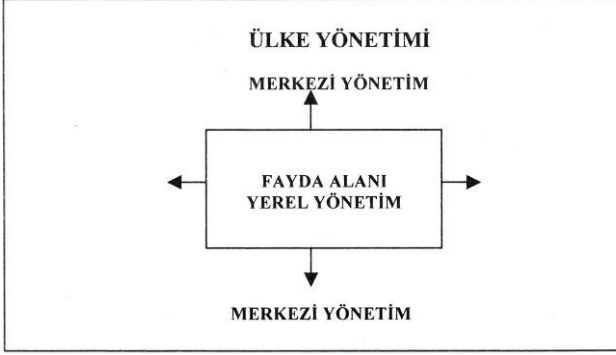 ÜLKE YÖNETİMİ
MERKEZİ YÖNETİM
FAYDA ALANI
YEREL YÖNETİM
MERKEZİ YÖNETİM